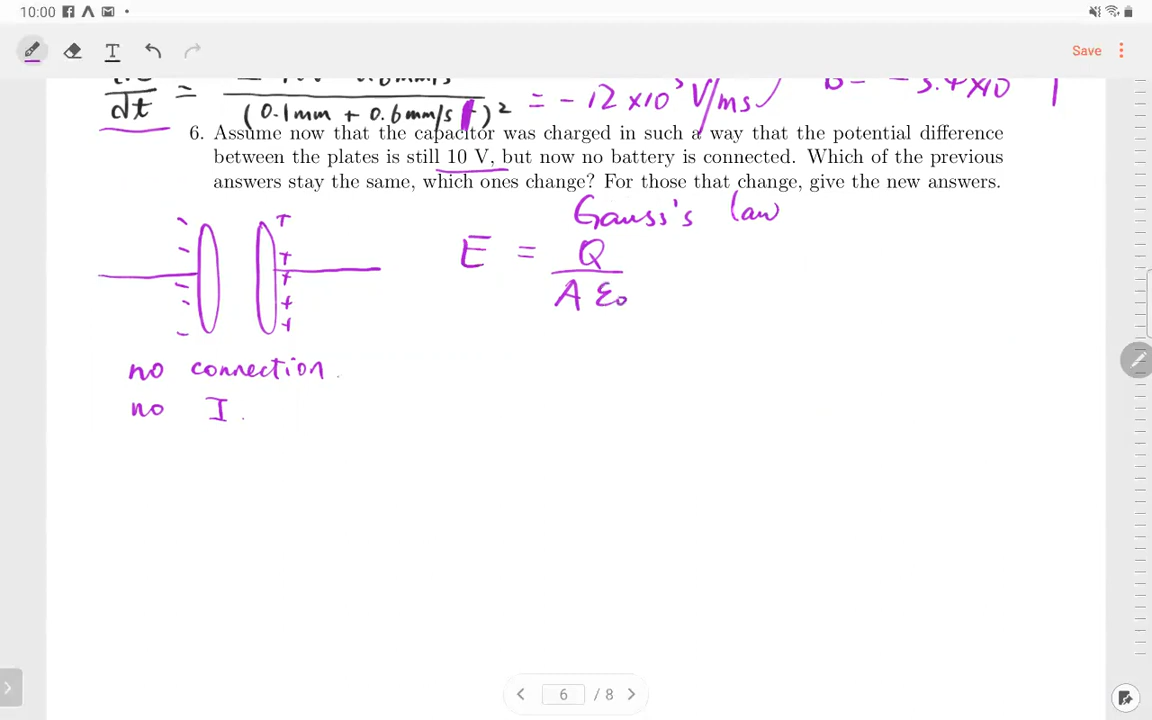 10:00
Save
dt = (0.1mm + 0.6mm/s )² = - 12 x10³ V/ms
6. Assume now that the capacitor was charged in such a way that the potential difference
between the plates is still 10 V, but now no battery is connected. Which of the previous
answers stay the same, which ones change? For those that change, give the new answers.
Gauss's law
E = Q
A ε₀
- - - - -
+ + + + +
no connection.
no I.
6 / 8